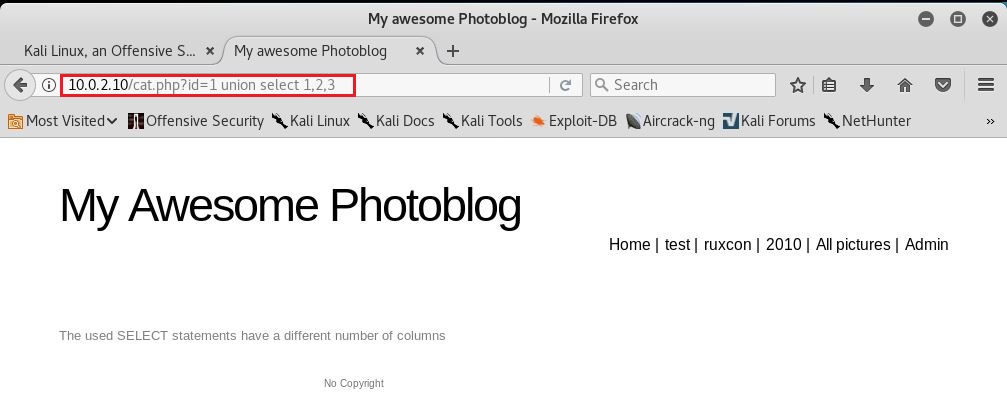 My awesome Photoblog - Mozilla Firefox
Kali Linux, an Offensive S... My awesome Photoblog
10.0.2.10/cat.php?id=1 union select 1,2,3 Search
Most Visited Offensive Security Kali Linux Kali Docs Kali Tools Exploit-DB Aircrack-ng Kali Forums NetHunter »
My Awesome Photoblog
Home | test | ruxcon | 2010 | All pictures | Admin
The used SELECT statements have a different number of columns
No Copyright